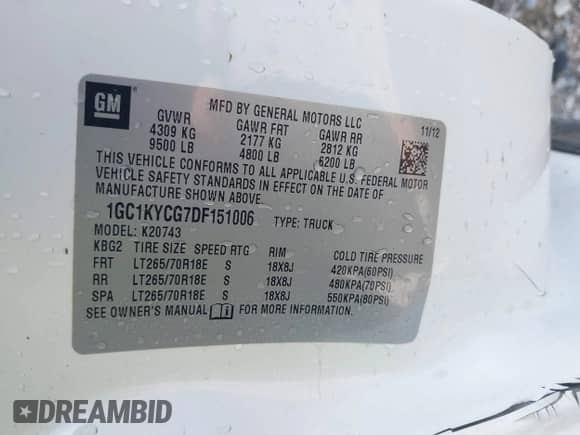 GM
®
MFD BY GENERAL MOTORS LLC
11/12
GVWR GAWR FRT GAWR RR
4309 KG 2177 KG 2812 KG
9500 LB 4800 LB 6200 LB
THIS VEHICLE CONFORMS TO ALL APPLICABLE U.S. FEDERAL MOTOR
VEHICLE SAFETY STANDARDS IN EFFECT ON THE DATE OF
MANUFACTURE SHOWN ABOVE.
1GC1KYCG7DF151006 TYPE: TRUCK
MODEL: K20743
KBG2 TIRE SIZE SPEED RTG RIM COLD TIRE PRESSURE
FRT LT265/70R18E S 18X8J 420KPA(60PSI)
RR LT265/70R18E S 18X8J 480KPA(70PSI)
SPA LT265/70R18E S 18X8J 550KPA(80PSI)
SEE OWNER'S MANUAL FOR MORE INFORMATION
DREAMBID